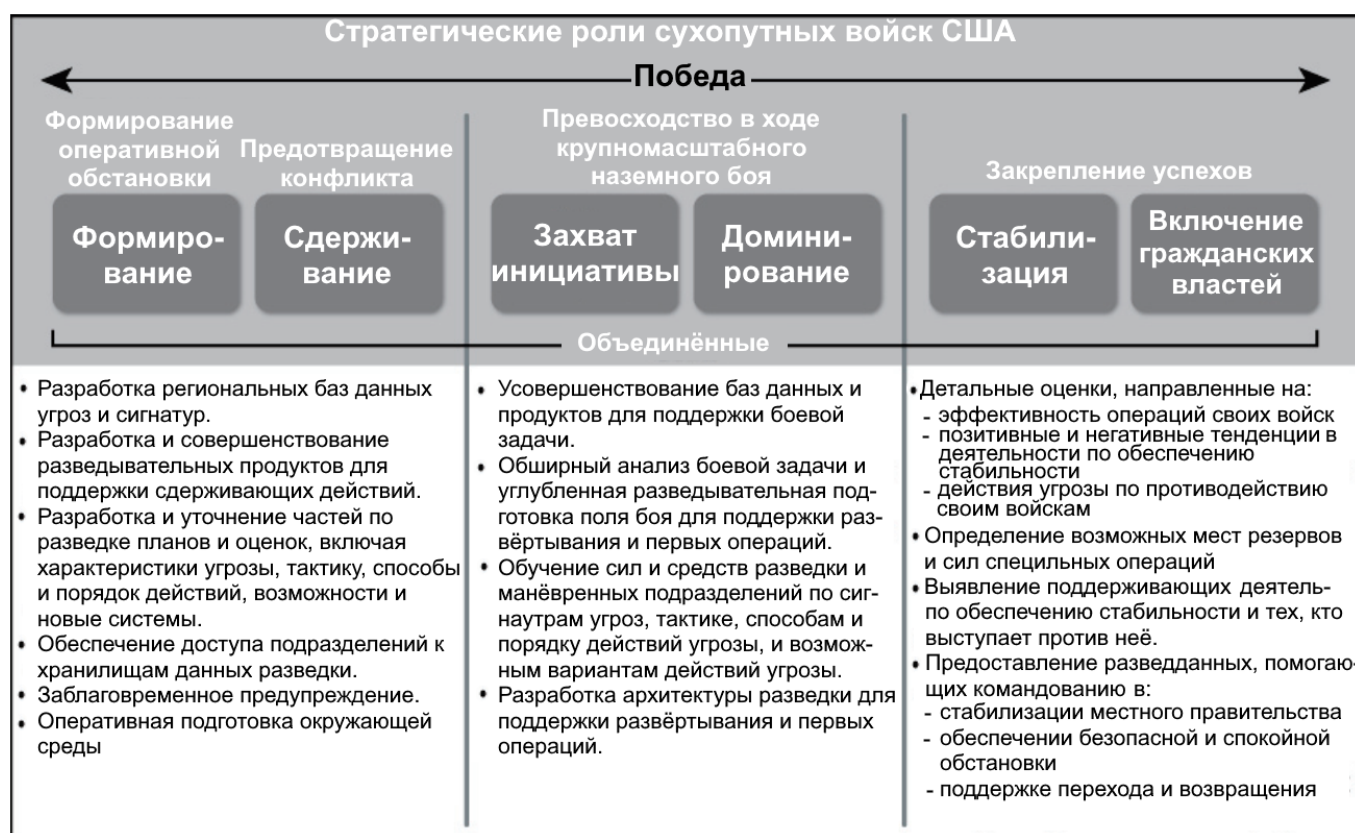 Стратегические роли сухопутных войск США
Победа
Формирование
оперативной
обстановки
Предотвращение
конфликта
Превосходство в ходе
крупномасштабного
наземного боя
Закрепление успехов
Формиро-
вание
Сдержи-
вание
Захват
инициативы
Домини-
рование
Стабили-
зация
Включение
гражданских
властей
Объединённые
• Разработка региональных баз данных
угроз и сигнатур.
• Разработка и совершенствование
разведывательных продуктов для
поддержки сдерживающих действий.
• Разработка и уточнение частей по
разведке планов и оценок, включая
характеристики угрозы, тактику, способы
и порядок действий, возможности и
новые системы.
• Обеспечение доступа подразделений к
хранилищам данных разведки.
• Заблаговременное предупреждение.
• Оперативная подготовка окружающей
среды
• Усовершенствование баз данных и
продуктов для поддержки боевой
задачи.
• Обширный анализ боевой задачи и
углубленная разведывательная под-
готовка поля боя для поддержки раз-
вёртывания и первых операций.
• Обучение сил и средств разведки и
манёвренных подразделений по сиг-
наутрам угроз, тактике, способам и
порядку действий угрозы, и возмож-
ным вариантам действий угрозы.
• Разработка архитектуры разведки для
поддержки развёртывания и первых
операций.
• Детальные оценки, направленные на:
- эффективность операций своих войск
- позитивные и негативные тенденции в
деятельности по обеспечению
стабильности
- действия угрозы по противодействию
своим войскам
• Определение возможных мест резервов
и сил специльных операций
• Выявление поддерживающих деятель-
по обеспечению стабильности и тех, кто
выступает против неё.
• Предоставление разведданных, помогаю-
щих командованию в:
- стабилизации местного правительства
- обеспечении безопасной и спокойной
обстановки
- поддержке перехода и возвращения